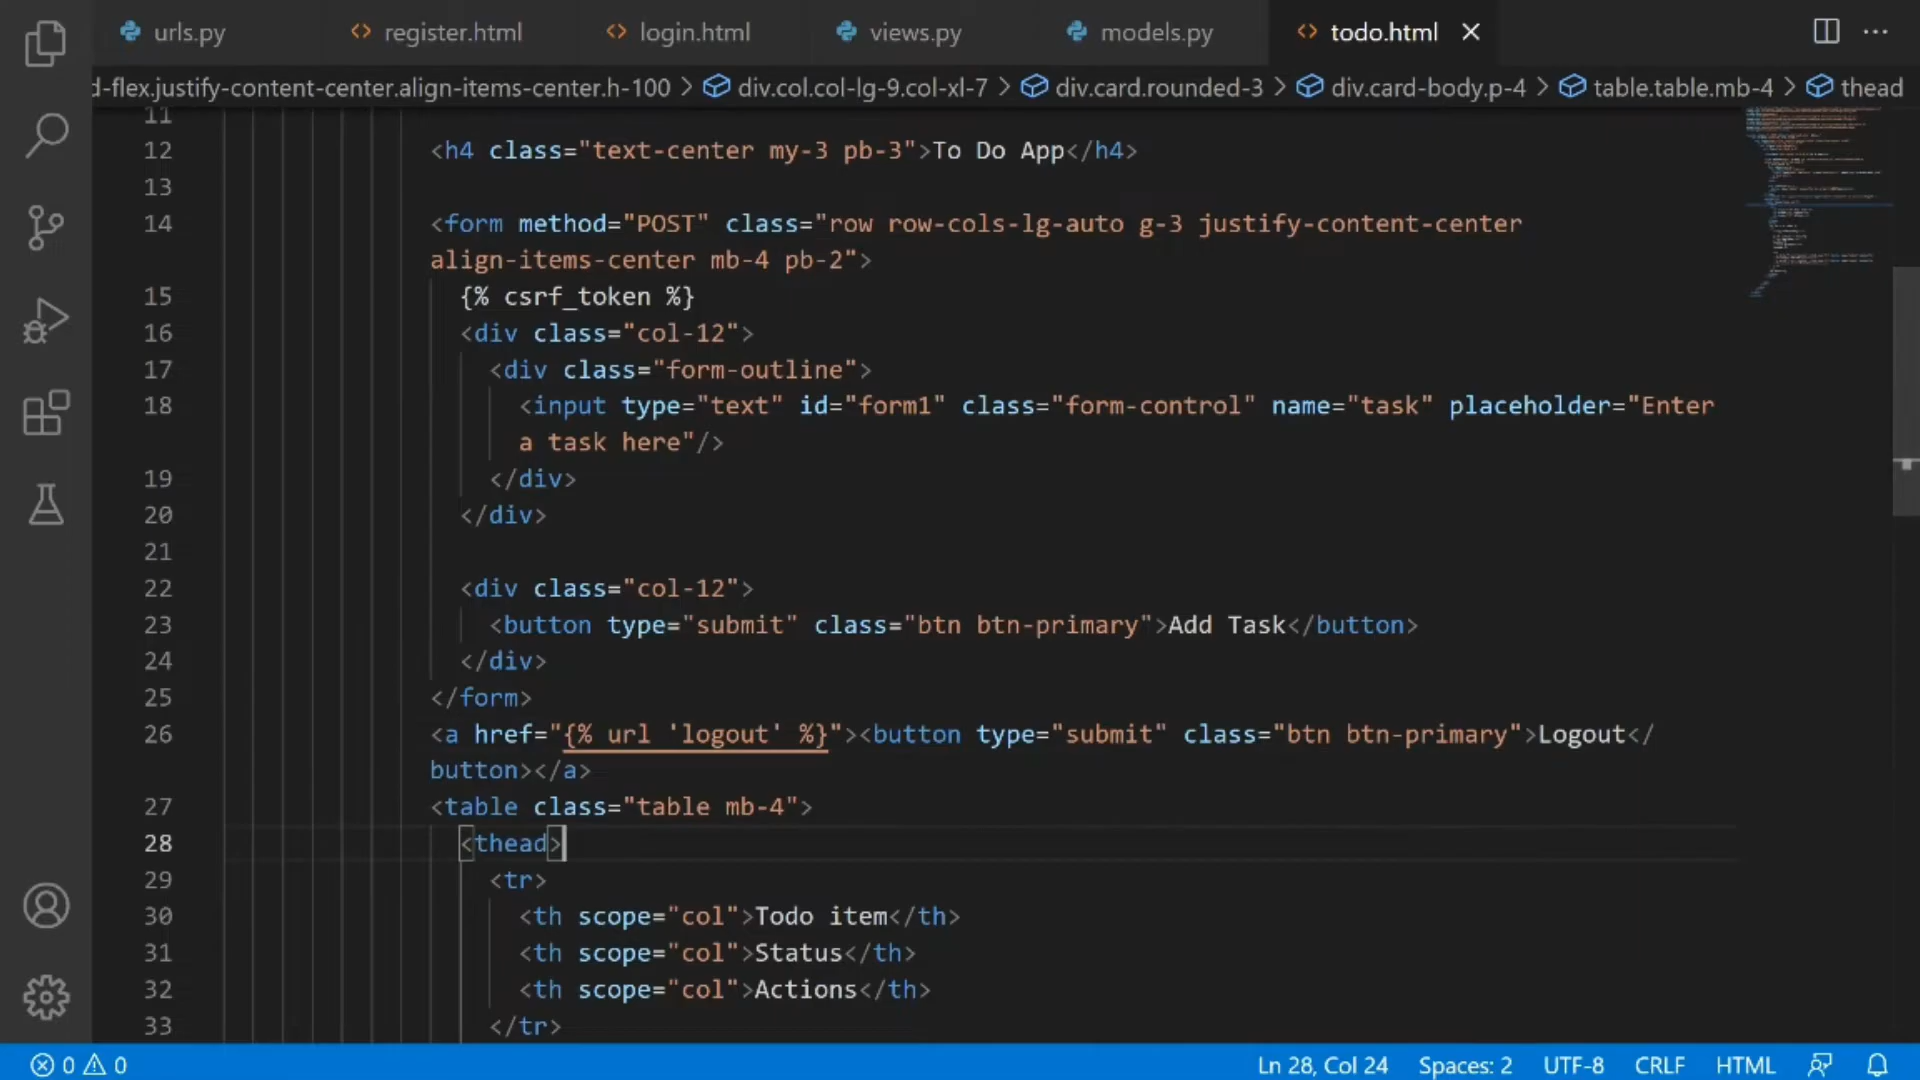 urls.py register.html login.html views.py models.py todo.html
d-flex.justify-content-center.align-items-center.h-100 > div.col.col-lg-9.col-xl-7 > div.card.rounded-3 > div.card-body.p-4 > table.table.mb-4 > thead
11
12 <h4 class="text-center my-3 pb-3">To Do App</h4>
13
14 <form method="POST" class="row row-cols-lg-auto g-3 justify-content-center
align-items-center mb-4 pb-2">
15 {% csrf_token %}
16 <div class="col-12">
17 <div class="form-outline">
18 <input type="text" id="form1" class="form-control" name="task" placeholder="Enter
a task here"/>
19 </div>
20 </div>
21
22 <div class="col-12">
23 <button type="submit" class="btn btn-primary">Add Task</button>
24 </div>
25 </form>
26 <a href="{% url 'logout' %}"><button type="submit" class="btn btn-primary">Logout</
button></a>
27 <table class="table mb-4">
28 <thead>
29 <tr>
30 <th scope="col">Todo item</th>
31 <th scope="col">Status</th>
32 <th scope="col">Actions</th>
33 </tr>
0 0 Ln 28, Col 24 Spaces: 2 UTF-8 CRLF HTML